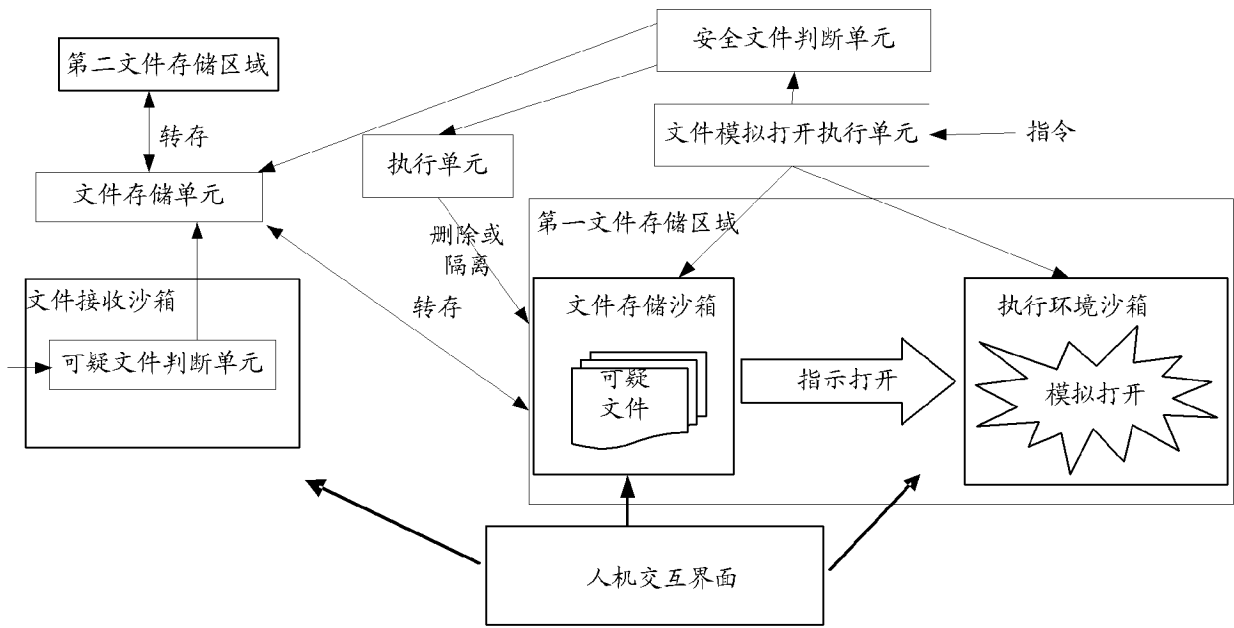 安全文件判断单元
第二文件存储区域
转存
文件模拟打开执行单元
指令
执行单元
文件存储单元
第一文件存储区域
删除或
隔离
转存
文件接收沙箱
可疑文件判断单元
文件存储沙箱
可疑
文件
指示打开
执行环境沙箱
模拟打开
人机交互界面